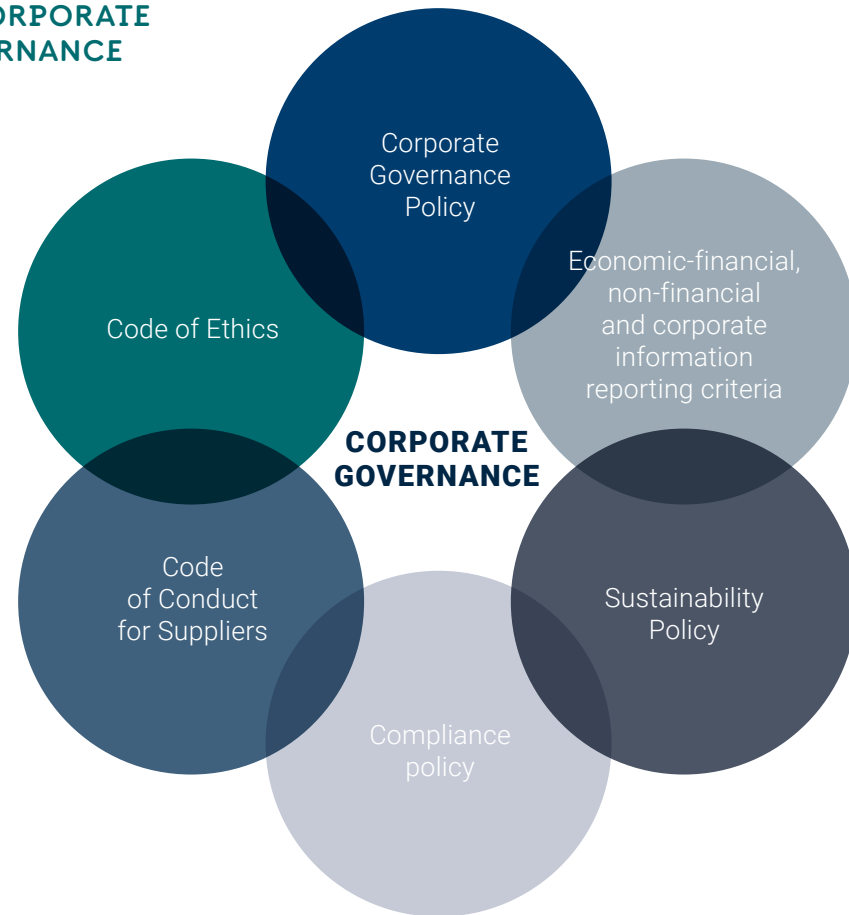 ORPORATE
RNANCE
Corporate
Governance
Policy
Economic-financial,
non-financial
and corporate
information
reporting criteria
Code of Ethics
CORPORATE
GOVERNANCE
Code
of Conduct
for Suppliers
Sustainability
Policy
Compliance
policy